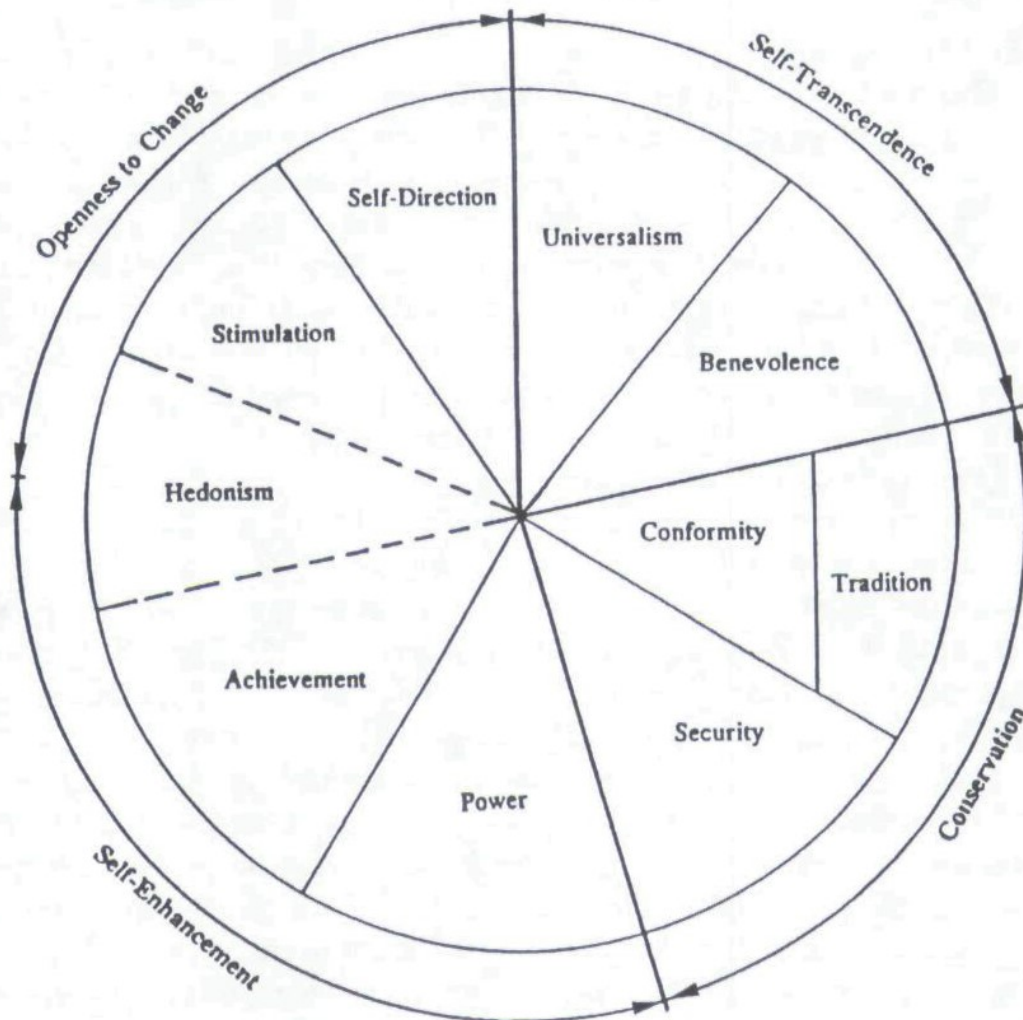 Openness to Change
Self-Transcendence
Self-Direction
Universalism
Stimulation
Benevolence
Hedonism
Conformity
Tradition
Achievement
Security
Power
Self-Enhancement
Conservation